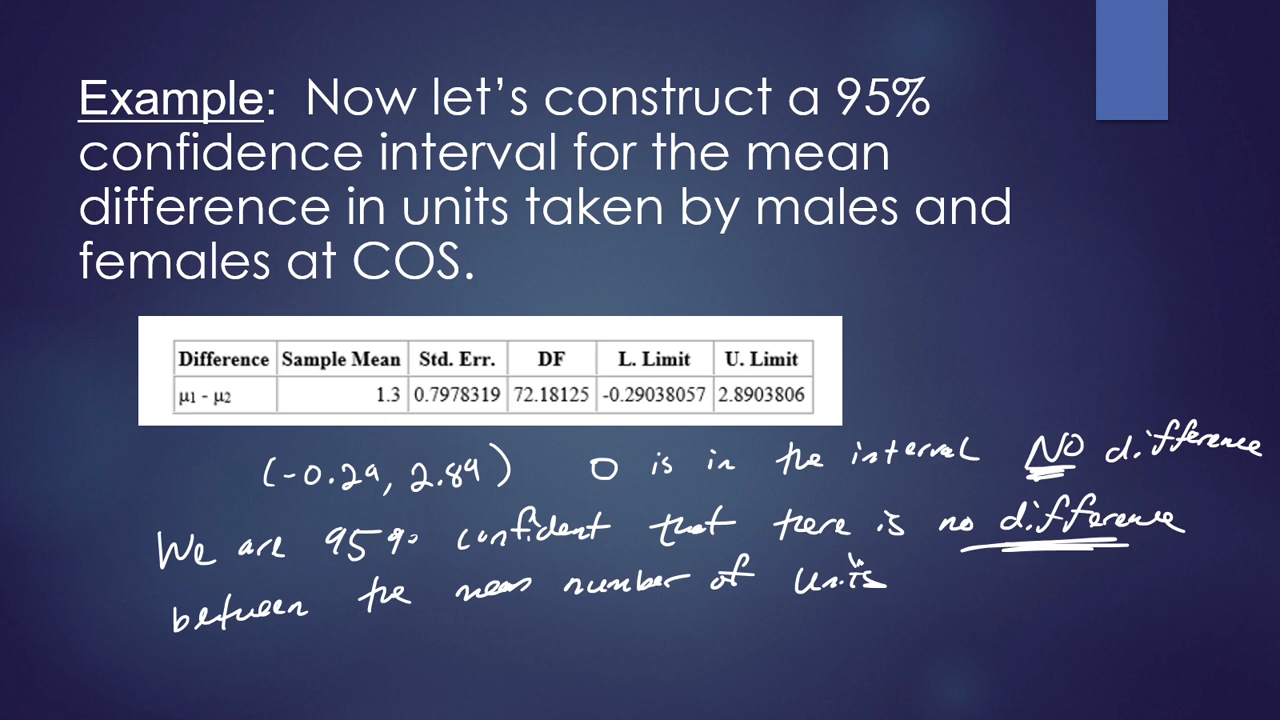 Example: Now let's construct a 95%
confidence interval for the mean
difference in units taken by males and
females at COS.
Difference Sample Mean Std. Err. DF L. Limit U. Limit
μ1 - μ2 1.3 0.7978319 72.18125 -0.29038057 2.8903806
(-0.29, 2.89) 0 is in the interval NO difference
We are 95% confident that there is no difference
between the mean number of units